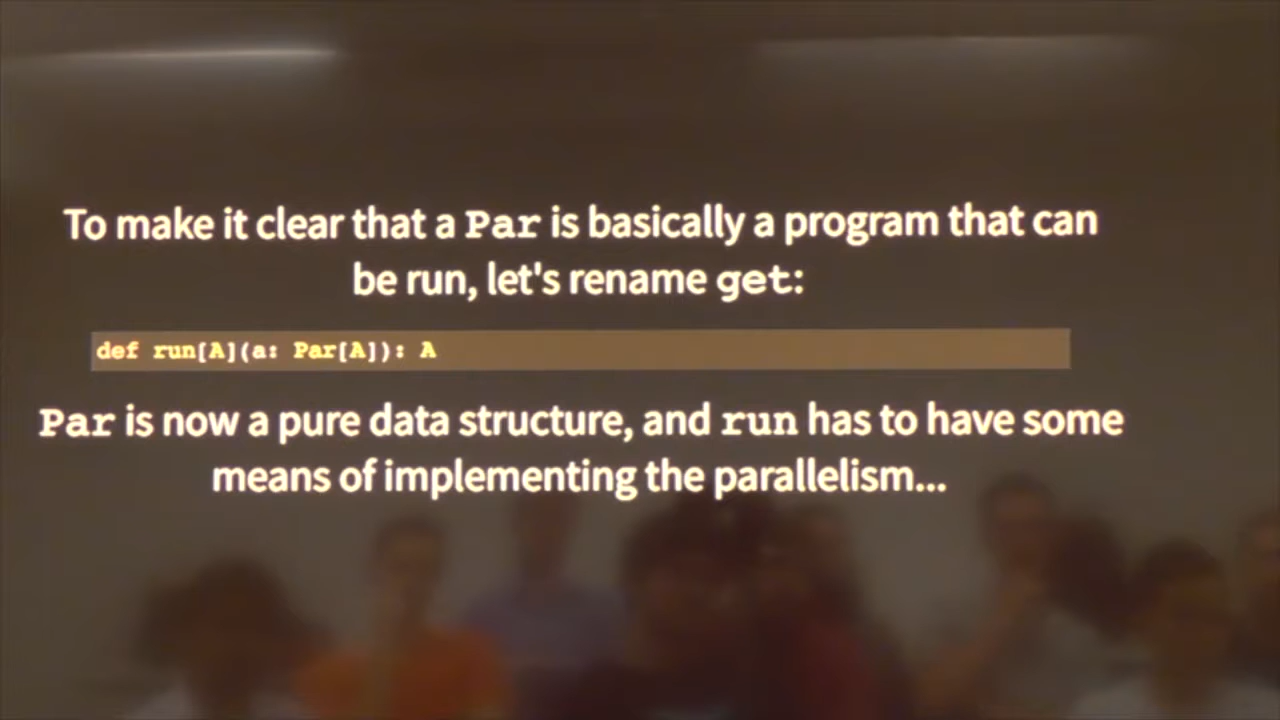 To make it clear that a Par is basically a program that can
be run, let's rename get:
def run[A](a: Par[A]): A
Par is now a pure data structure, and run has to have some
means of implementing the parallelism...